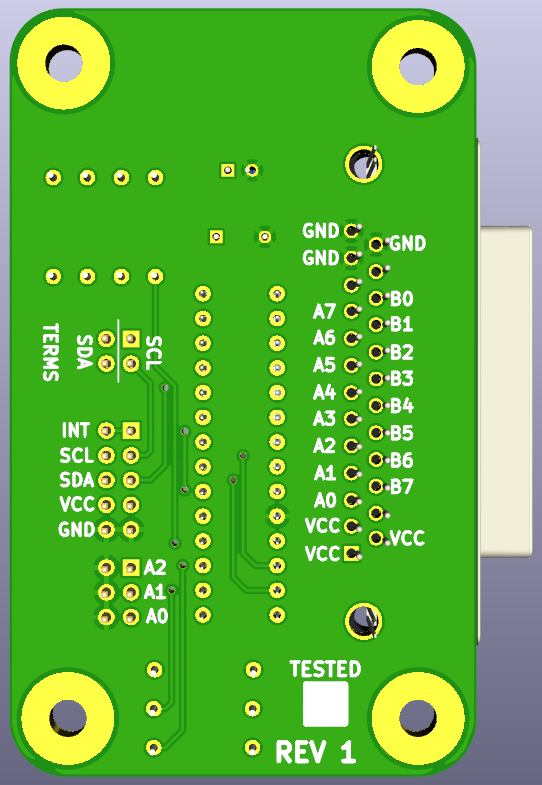 GND
GND
GND
A7
B0
A6
B1
A5
B2
A4
B3
A3
B4
A2
B5
A1
B6
A0
B7
VCC
VCC
VCC
TERMS
SDA
SCL
INT
SCL
SDA
VCC
GND
A2
A1
A0
TESTED
REV 1